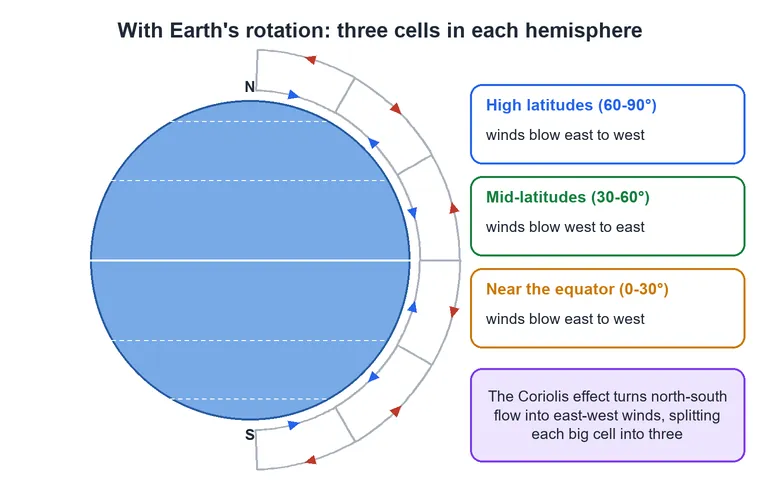 With Earth's rotation: three cells in each hemisphere
N
High latitudes (60-90°)
winds blow east to west
Mid-latitudes (30-60°)
winds blow west to east
Near the equator (0-30°)
winds blow east to west
The Coriolis effect turns north-south
flow into east-west winds, splitting
each big cell into three
S